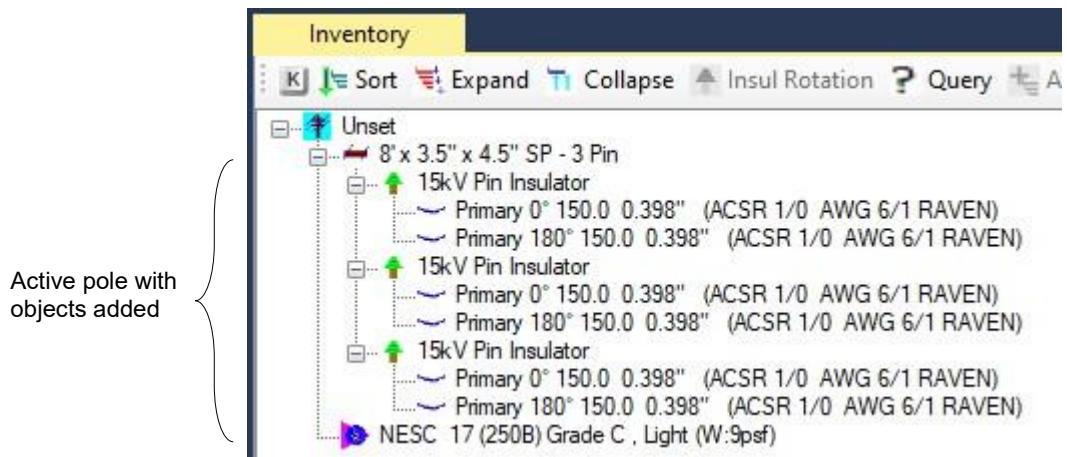 Inventory
K Sort Expand Collapse Insul Rotation ? Query A
Unset
8' x 3.5" x 4.5" SP - 3 Pin
15kV Pin Insulator
Primary 0° 150.0 0.398" (ACSR 1/0 AWG 6/1 RAVEN)
Primary 180° 150.0 0.398" (ACSR 1/0 AWG 6/1 RAVEN)
15kV Pin Insulator
Primary 0° 150.0 0.398" (ACSR 1/0 AWG 6/1 RAVEN)
Primary 180° 150.0 0.398" (ACSR 1/0 AWG 6/1 RAVEN)
15kV Pin Insulator
Primary 0° 150.0 0.398" (ACSR 1/0 AWG 6/1 RAVEN)
Primary 180° 150.0 0.398" (ACSR 1/0 AWG 6/1 RAVEN)
NESC 17 (250B) Grade C , Light (W:9psf)
Active pole with
objects added